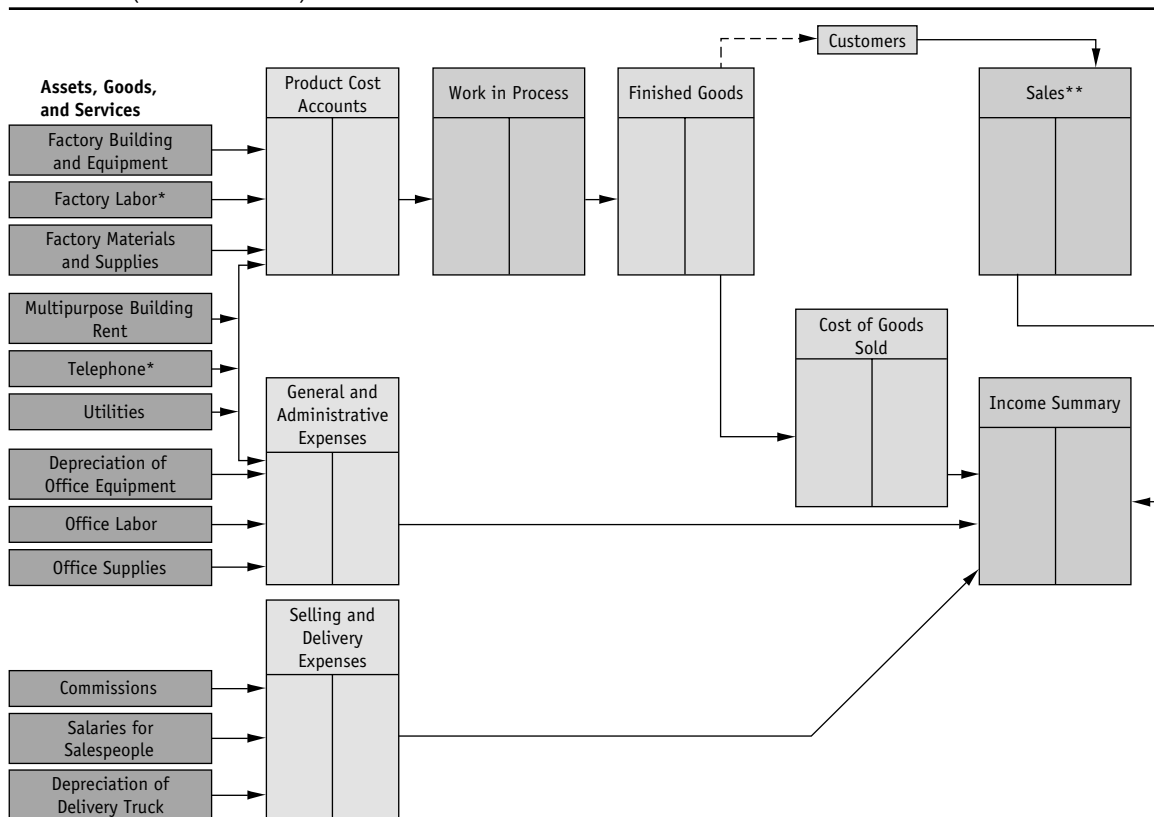 Customers
Assets, Goods,
and Services
Product Cost
Accounts
Work in Process
Finished Goods
Sales**
Factory Building
and Equipment
Factory Labor*
Factory Materials
and Supplies
Multipurpose Building
Rent
Telephone*
Utilities
Cost of Goods
Sold
General and
Administrative
Expenses
Income Summary
Depreciation of
Office Equipment
Office Labor
Office Supplies
Selling and
Delivery
Expenses
Commissions
Salaries for
Salespeople
Depreciation of
Delivery Truck